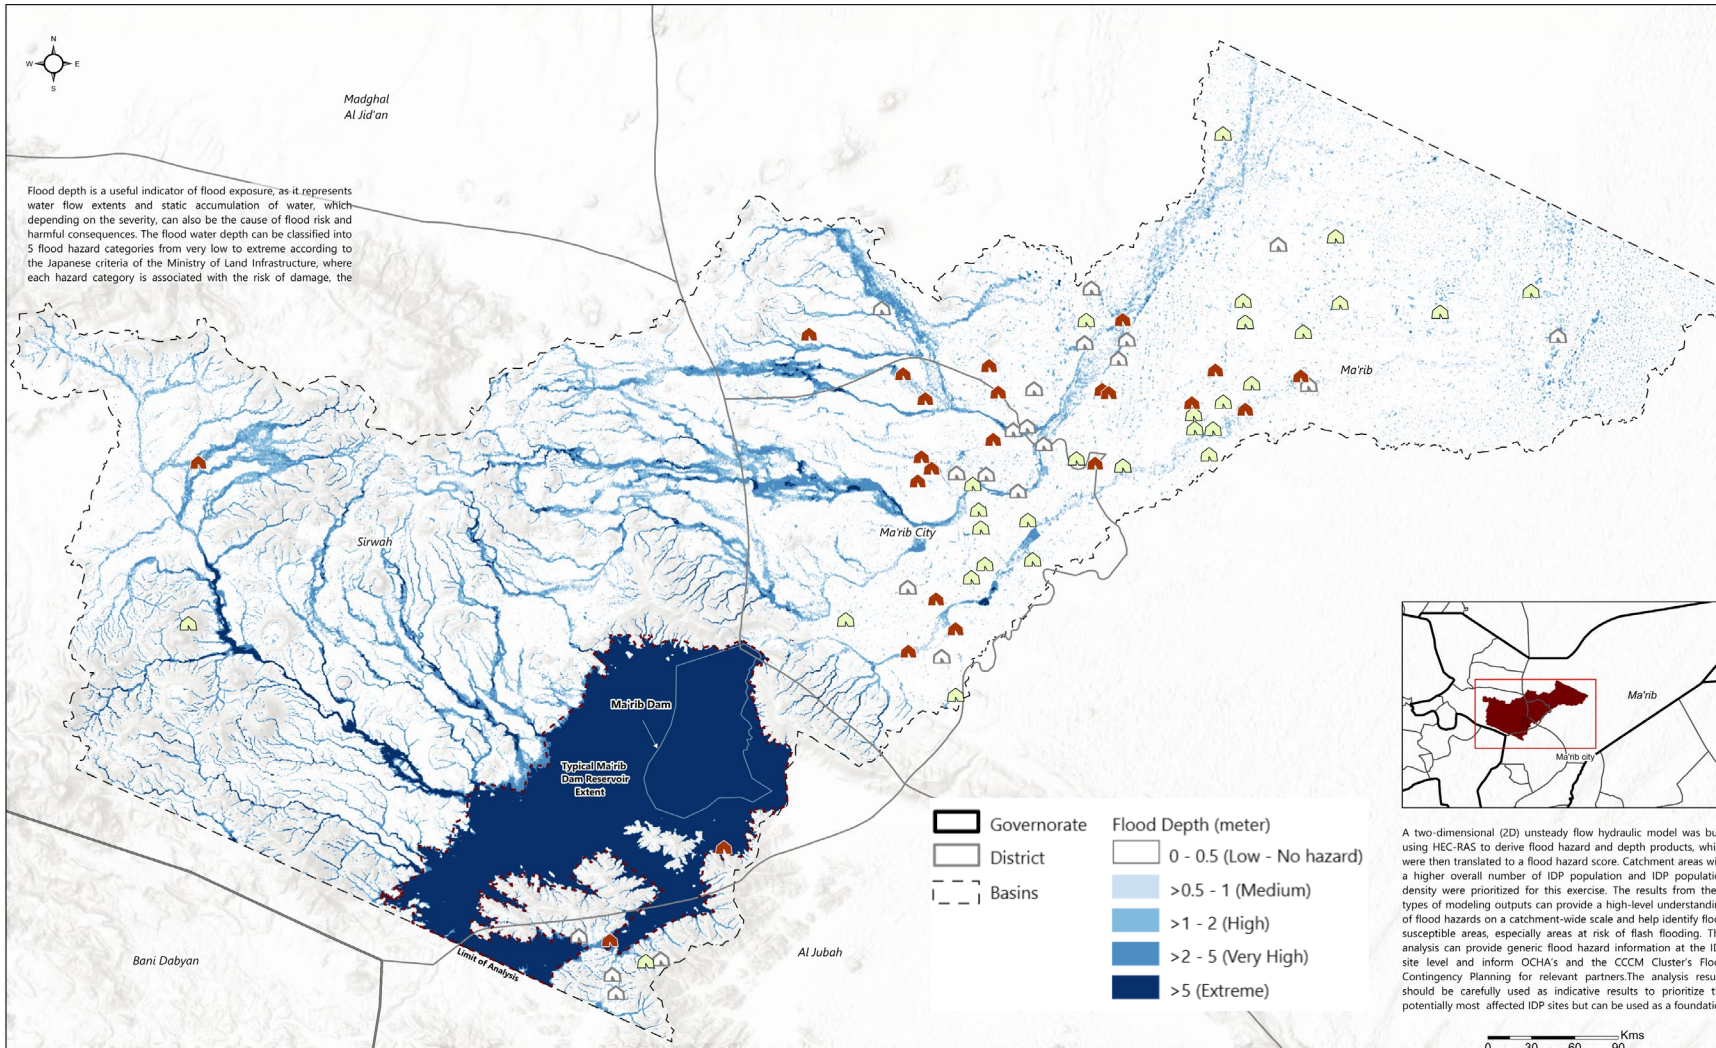 N
W E
S
Madghal
Al Jid'an
Flood depth is a useful indicator of flood exposure, as it represents
water flow extents and static accumulation of water, which
depending on the severity, can also be the cause of flood risk and
harmful consequences. The flood water depth can be classified into
5 flood hazard categories from very low to extreme according to
the Japanese criteria of the Ministry of Land Infrastructure, where
each hazard category is associated with the risk of damage, the
Ma'rib
Sirwah
Ma'rib City
Ma'rib Dam
Typical Ma'rib
Dam Reservoir
Extent
Limit of Analysis
Bani Dabyan
Al Jubah
Ma'rib
Ma'rib city
Governorate
District
Basins
Flood Depth (meter)
0 - 0.5 (Low - No hazard)
>0.5 - 1 (Medium)
>1 - 2 (High)
>2 - 5 (Very High)
>5 (Extreme)
A two-dimensional (2D) unsteady flow hydraulic model was bu
using HEC-RAS to derive flood hazard and depth products, whi
were then translated to a flood hazard score. Catchment areas wi
a higher overall number of IDP population and IDP populatio
density were prioritized for this exercise. The results from the
types of modeling outputs can provide a high-level understandin
of flood hazards on a catchment-wide scale and help identify floo
susceptible areas, especially areas at risk of flash flooding. Th
analysis can provide generic flood hazard information at the ID
site level and inform OCHA's and the CCCM Cluster's Floo
Contingency Planning for relevant partners.The analysis resu
should be carefully used as indicative results to prioritize th
potentially most affected IDP sites but can be used as a foundatio
Kms
0 30 60 90